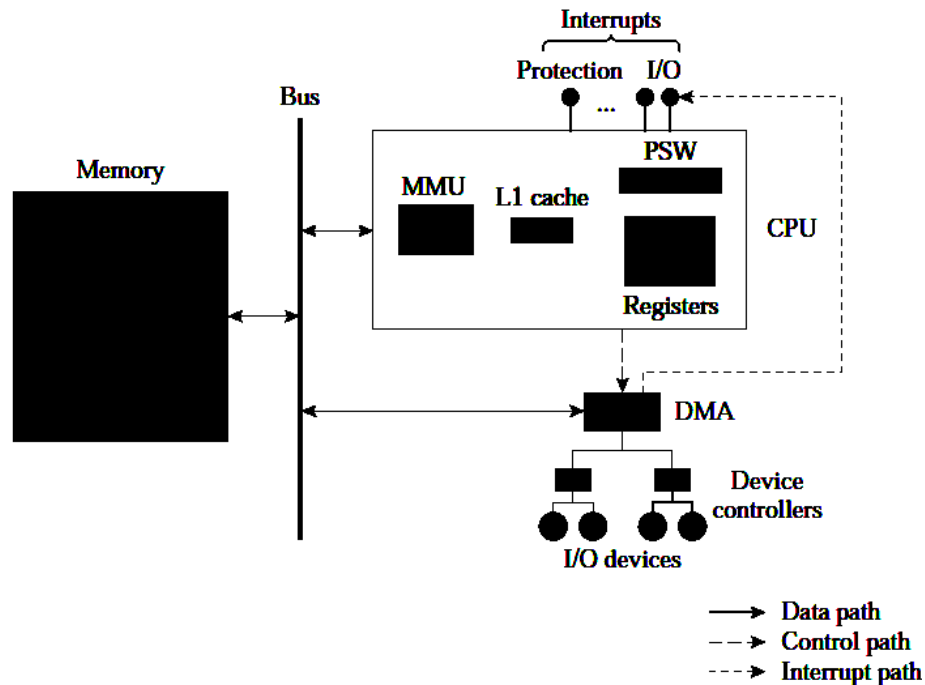 Interrupts
Protection I/O
Bus
...
Memory
PSW
MMU
L1 cache
CPU
Registers
DMA
Device
controllers
I/O devices
Data path
Control path
Interrupt path